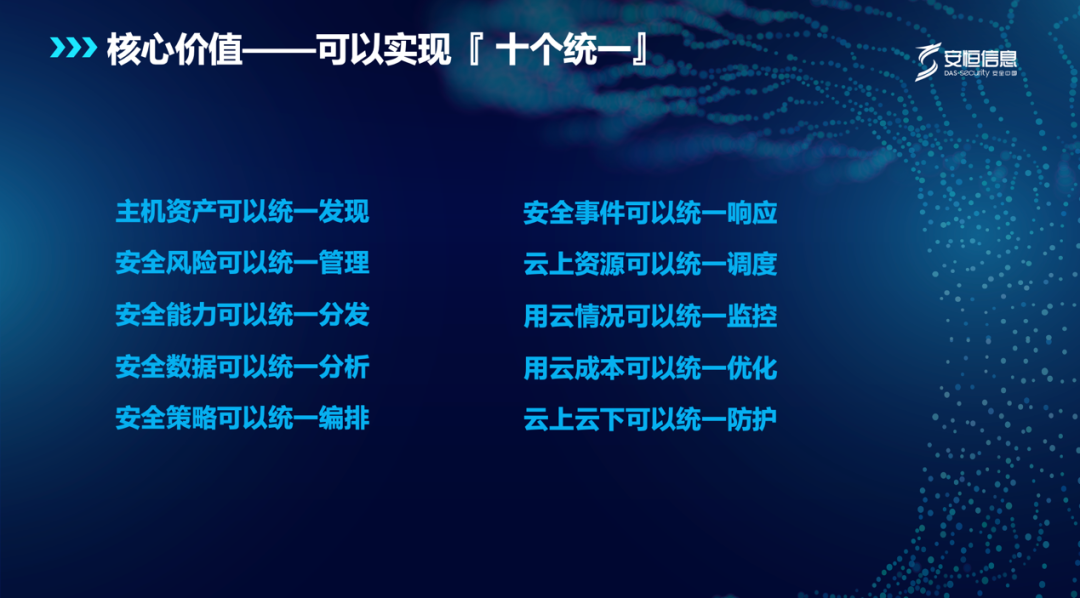 核心价值——可以实现『十个统一』
安恒信息
DAS-security 安全中国
主机资产可以统一发现
安全风险可以统一管理
安全能力可以统一分发
安全数据可以统一分析
安全策略可以统一编排
安全事件可以统一响应
云上资源可以统一调度
用云情况可以统一监控
用云成本可以统一优化
云上云下可以统一防护